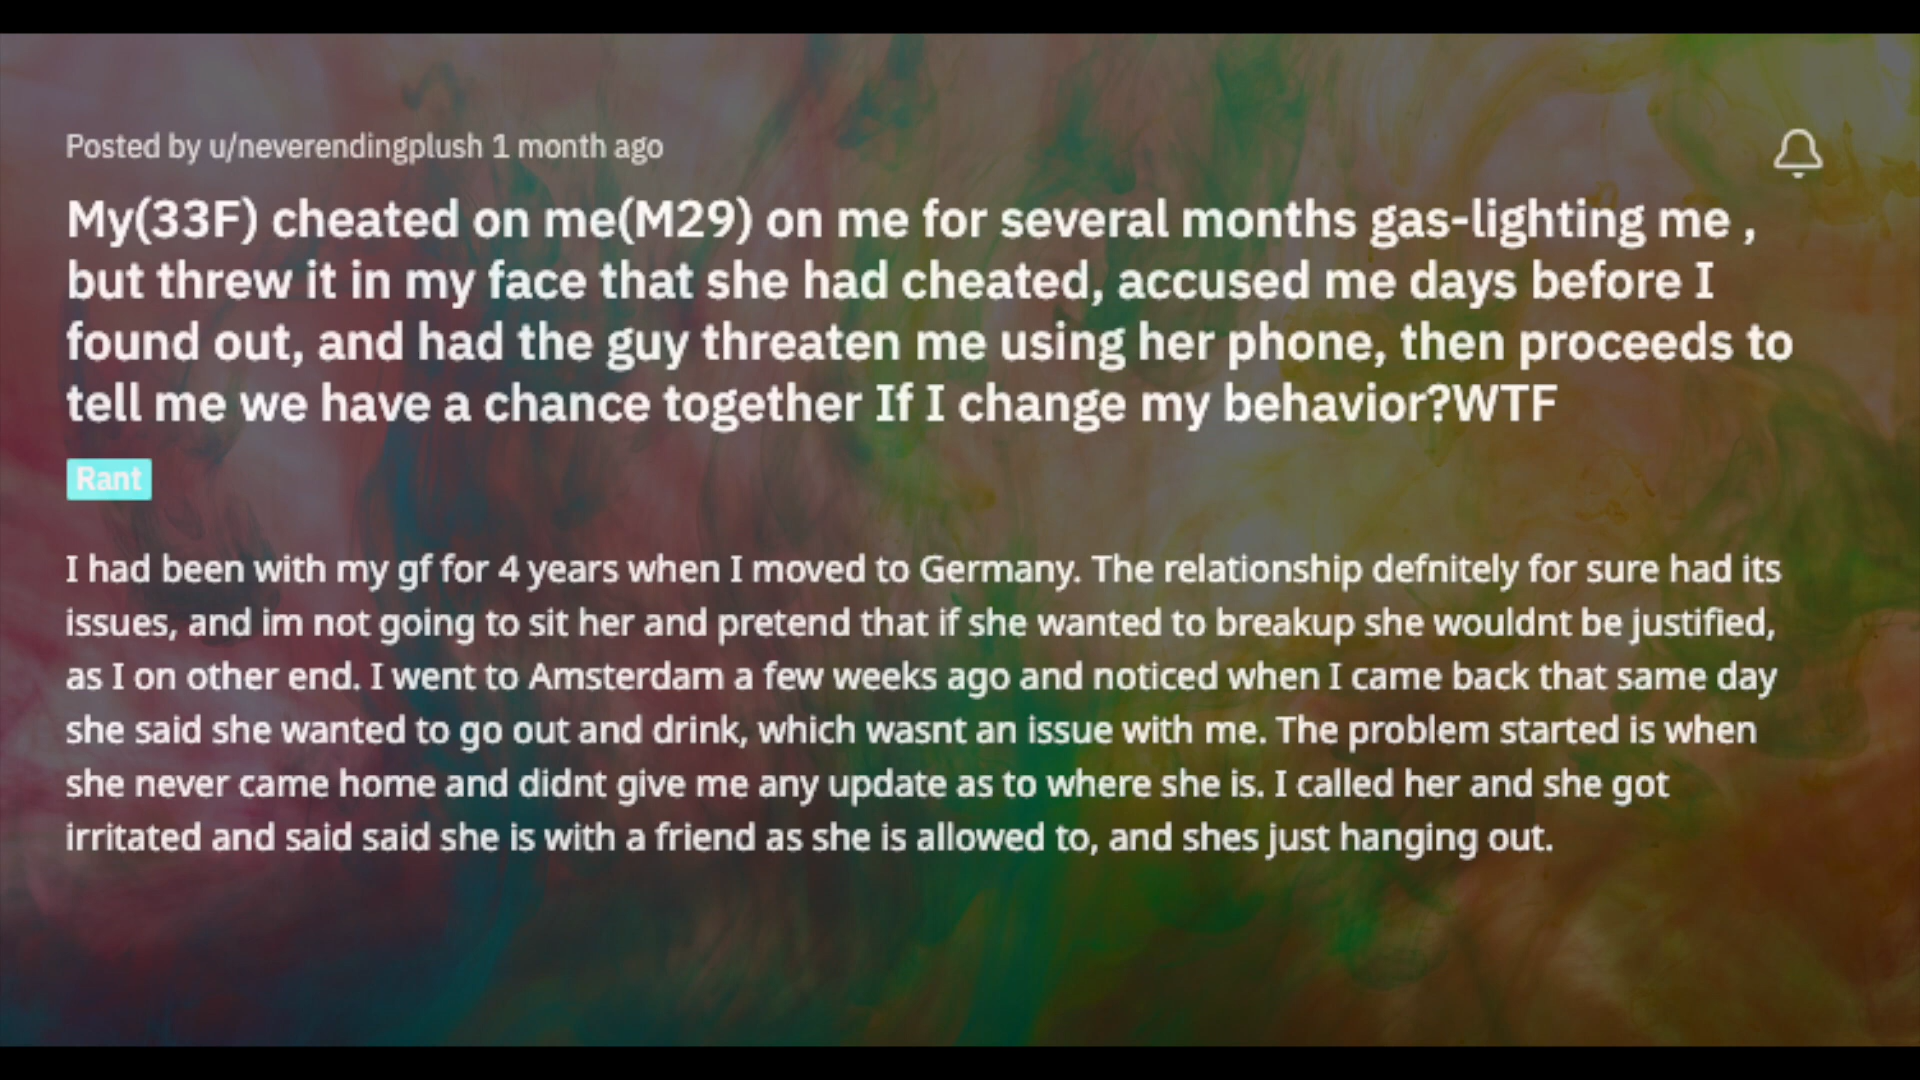 Posted by u/neverendingplush 1 month ago
My(33F) cheated on me(M29) on me for several months gas-lighting me ,
but threw it in my face that she had cheated, accused me days before I
found out, and had the guy threaten me using her phone, then proceeds to
tell me we have a chance together If I change my behavior?WTF
Rant
I had been with my gf for 4 years when I moved to Germany. The relationship defnitely for sure had its
issues, and im not going to sit her and pretend that if she wanted to breakup she wouldnt be justified,
as I on other end. I went to Amsterdam a few weeks ago and noticed when I came back that same day
she said she wanted to go out and drink, which wasnt an issue with me. The problem started is when
she never came home and didnt give me any update as to where she is. I called her and she got
irritated and said said she is with a friend as she is allowed to, and shes just hanging out.